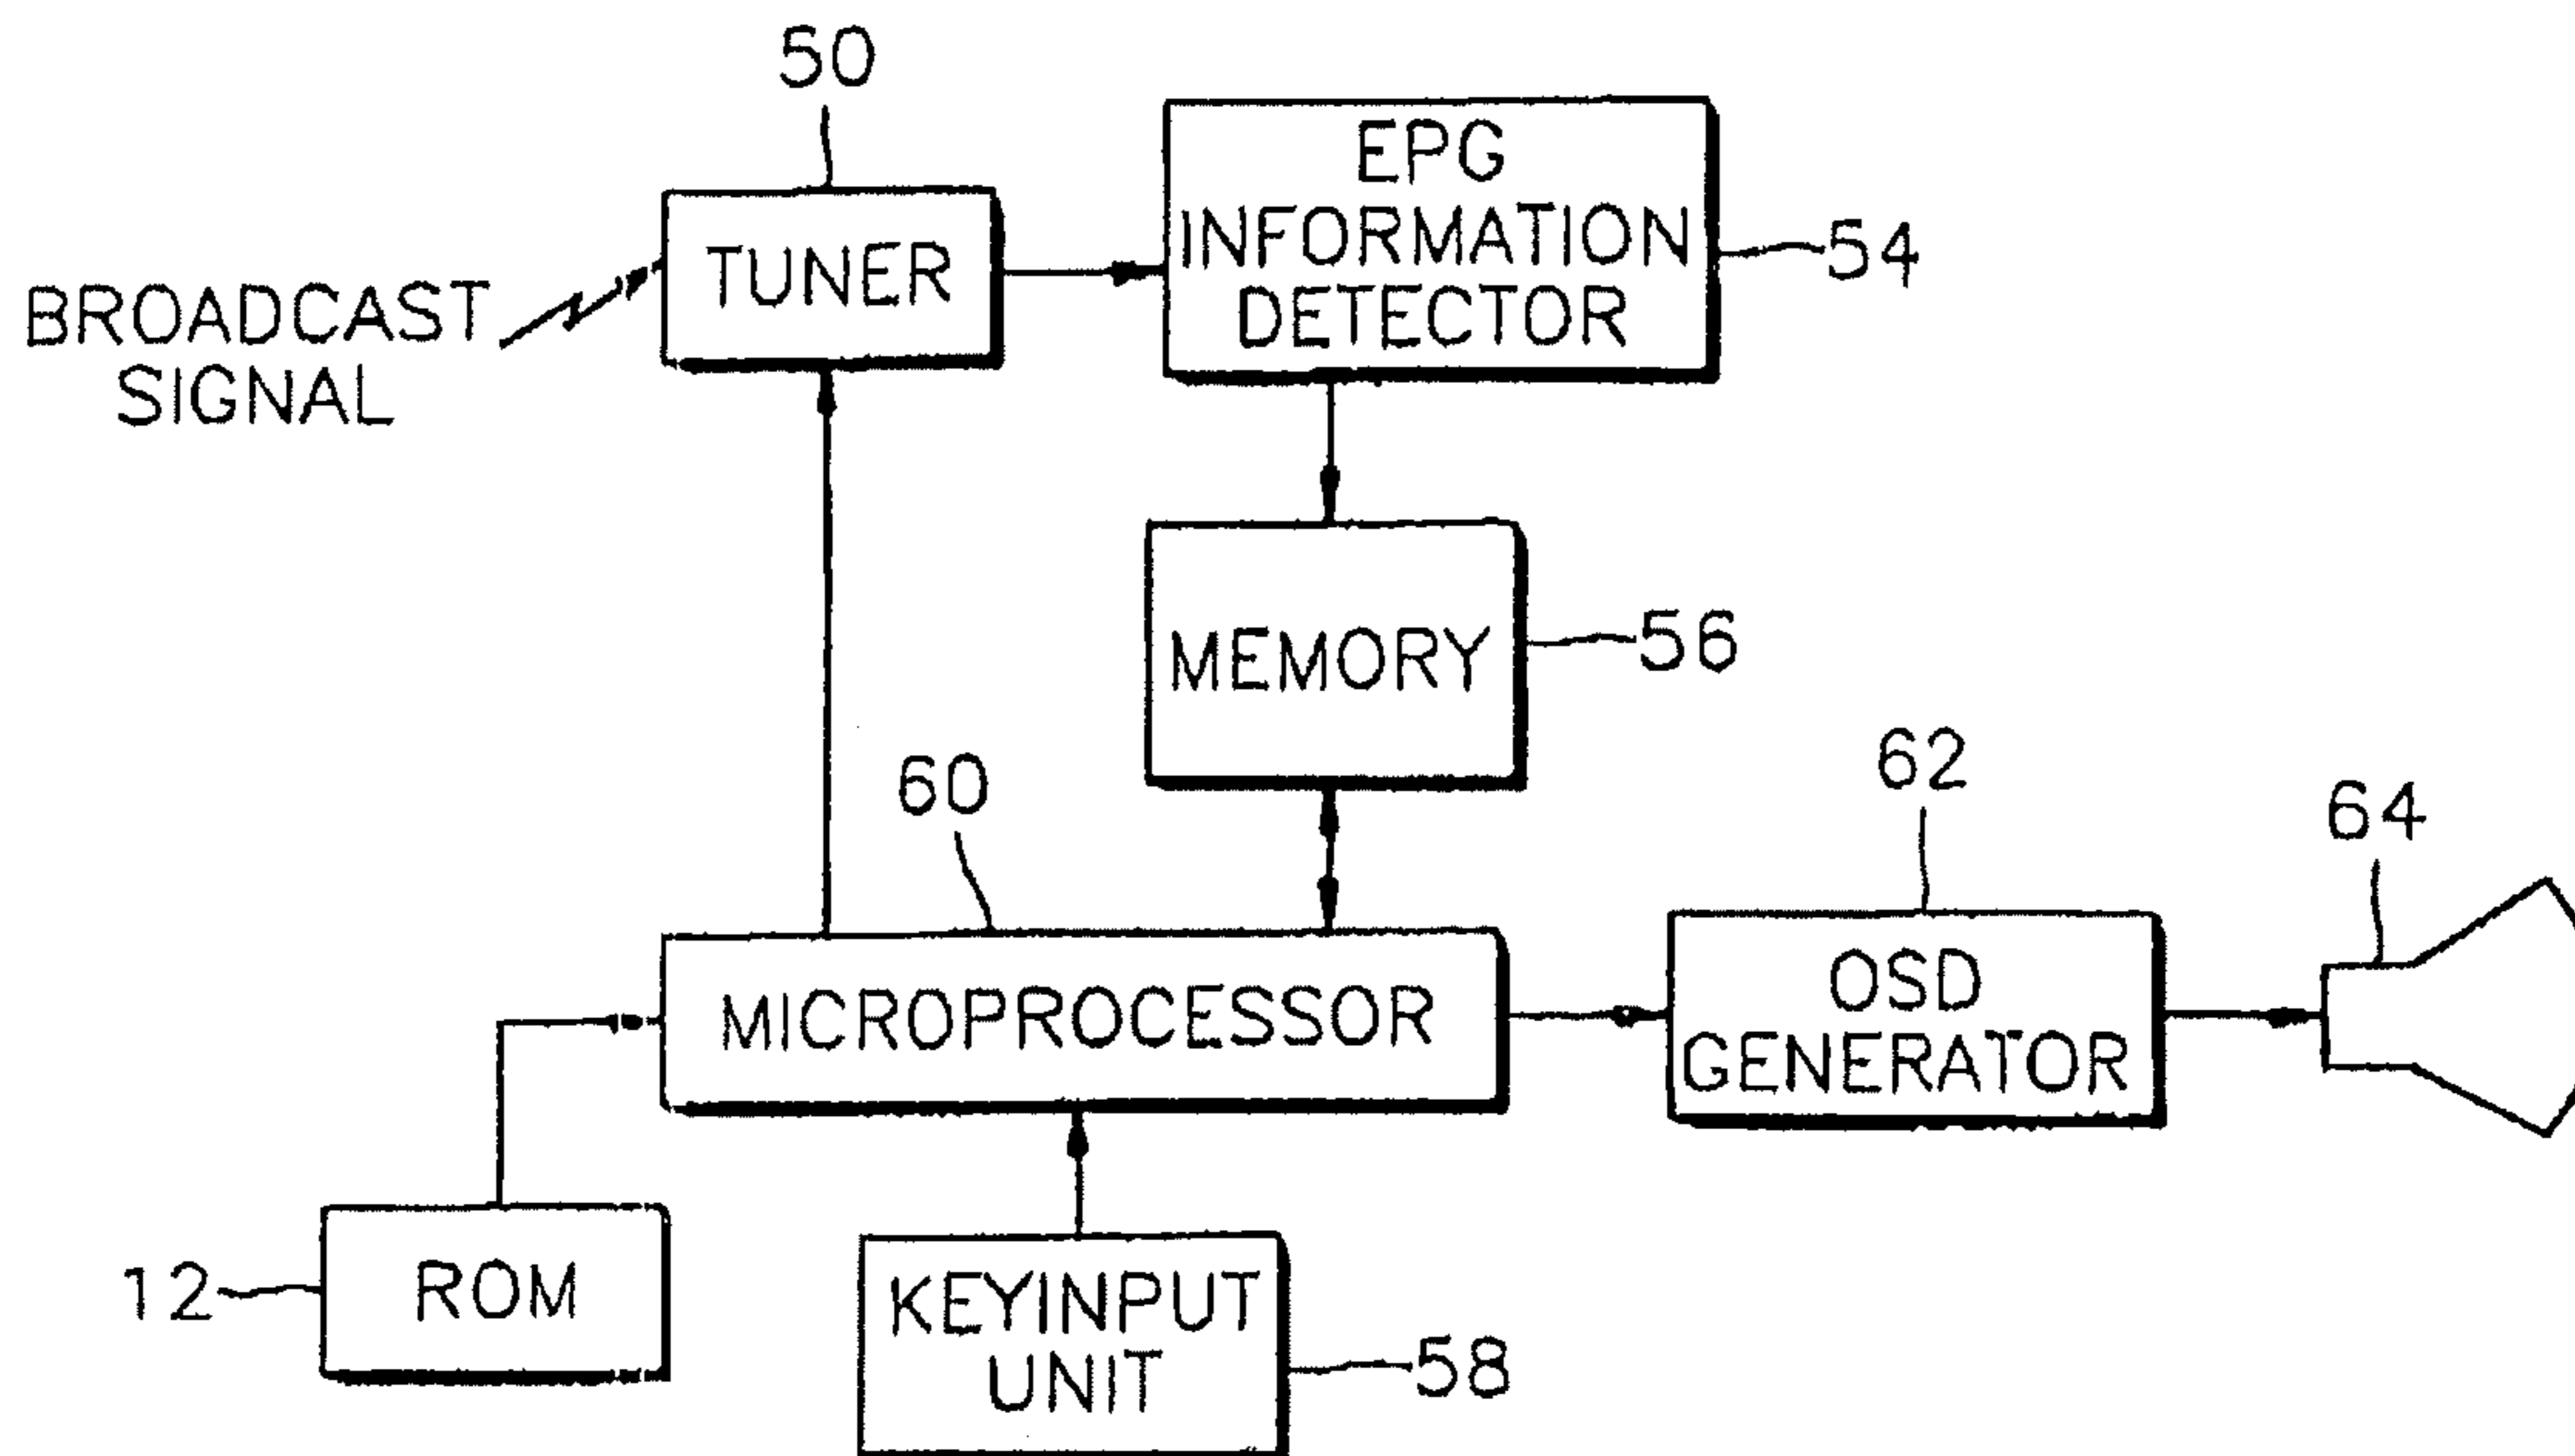 50
EPG
INFORMATION
DETECTOR
54
TUNER
BROADCAST
SIGNAL
MEMORY
56
60
62
64
MICROPROCESSOR
OSD
GENERATOR
12
ROM
KEYINPUT
UNIT
58